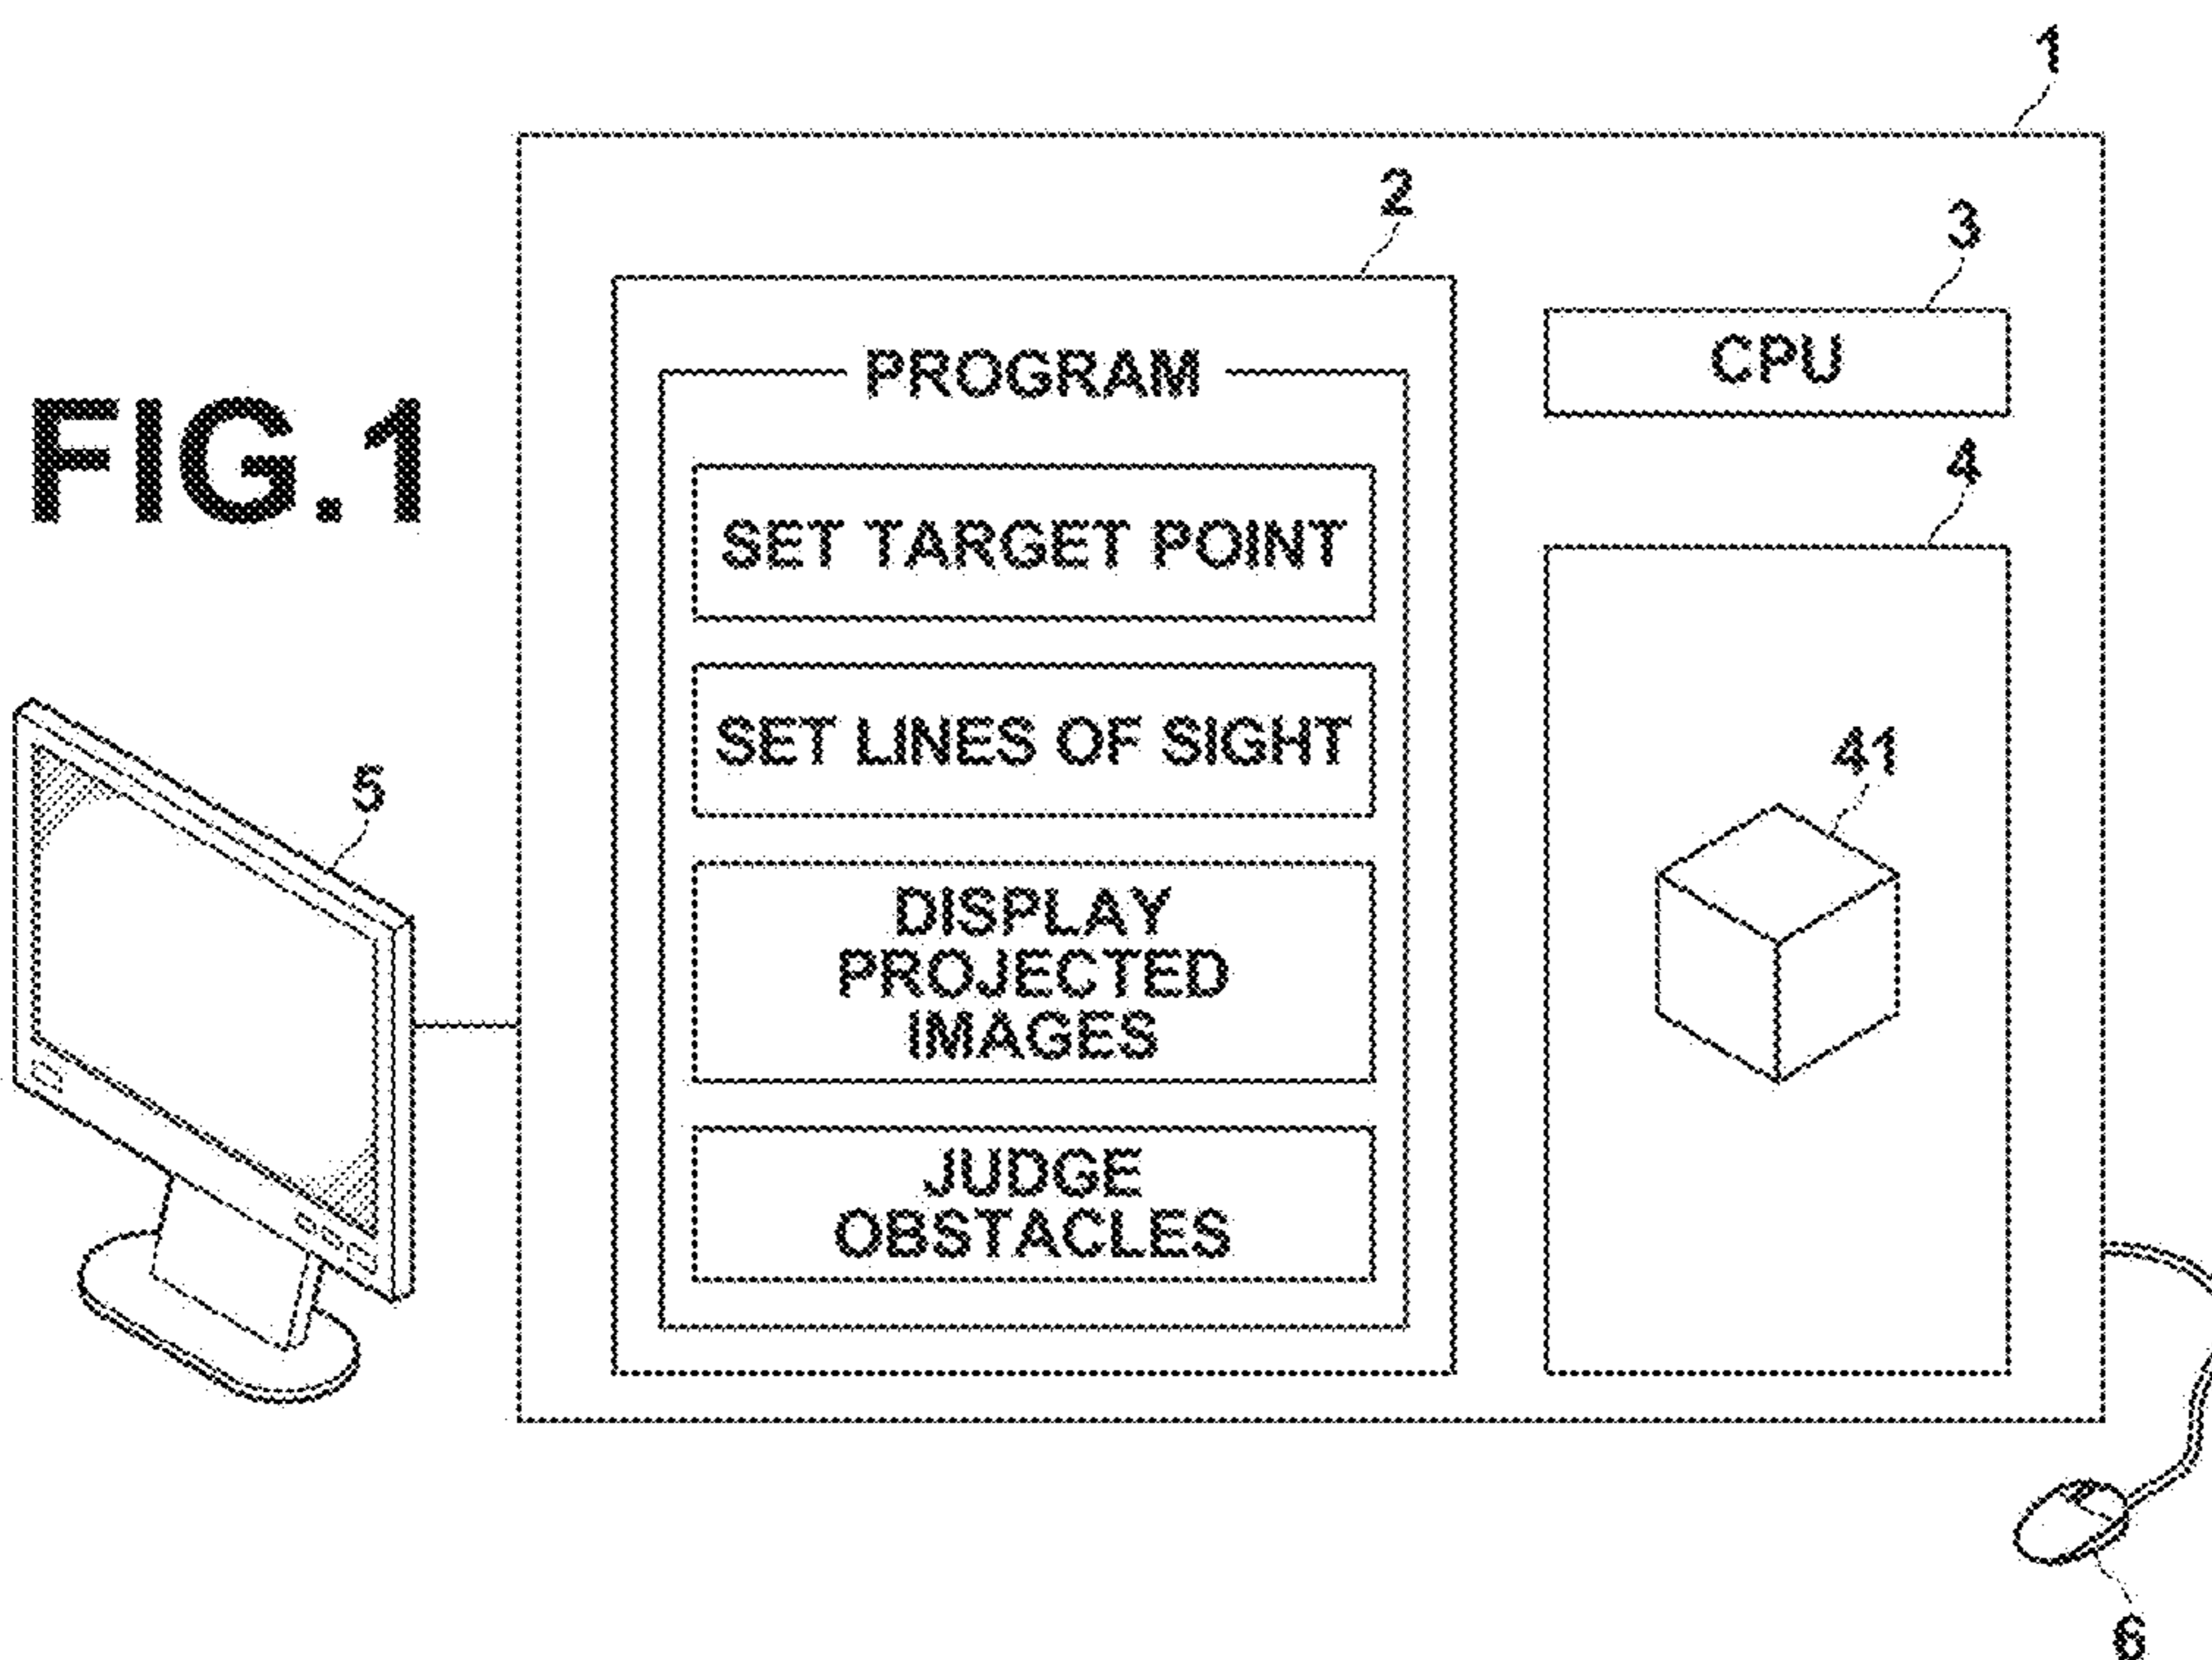 FIG.1
1
2
3
PROGRAM
CPU
SET TARGET POINT
4
SET LINES OF SIGHT
5
41
DISPLAY
PROJECTED
IMAGES
JUDGE
OBSTACLES
6